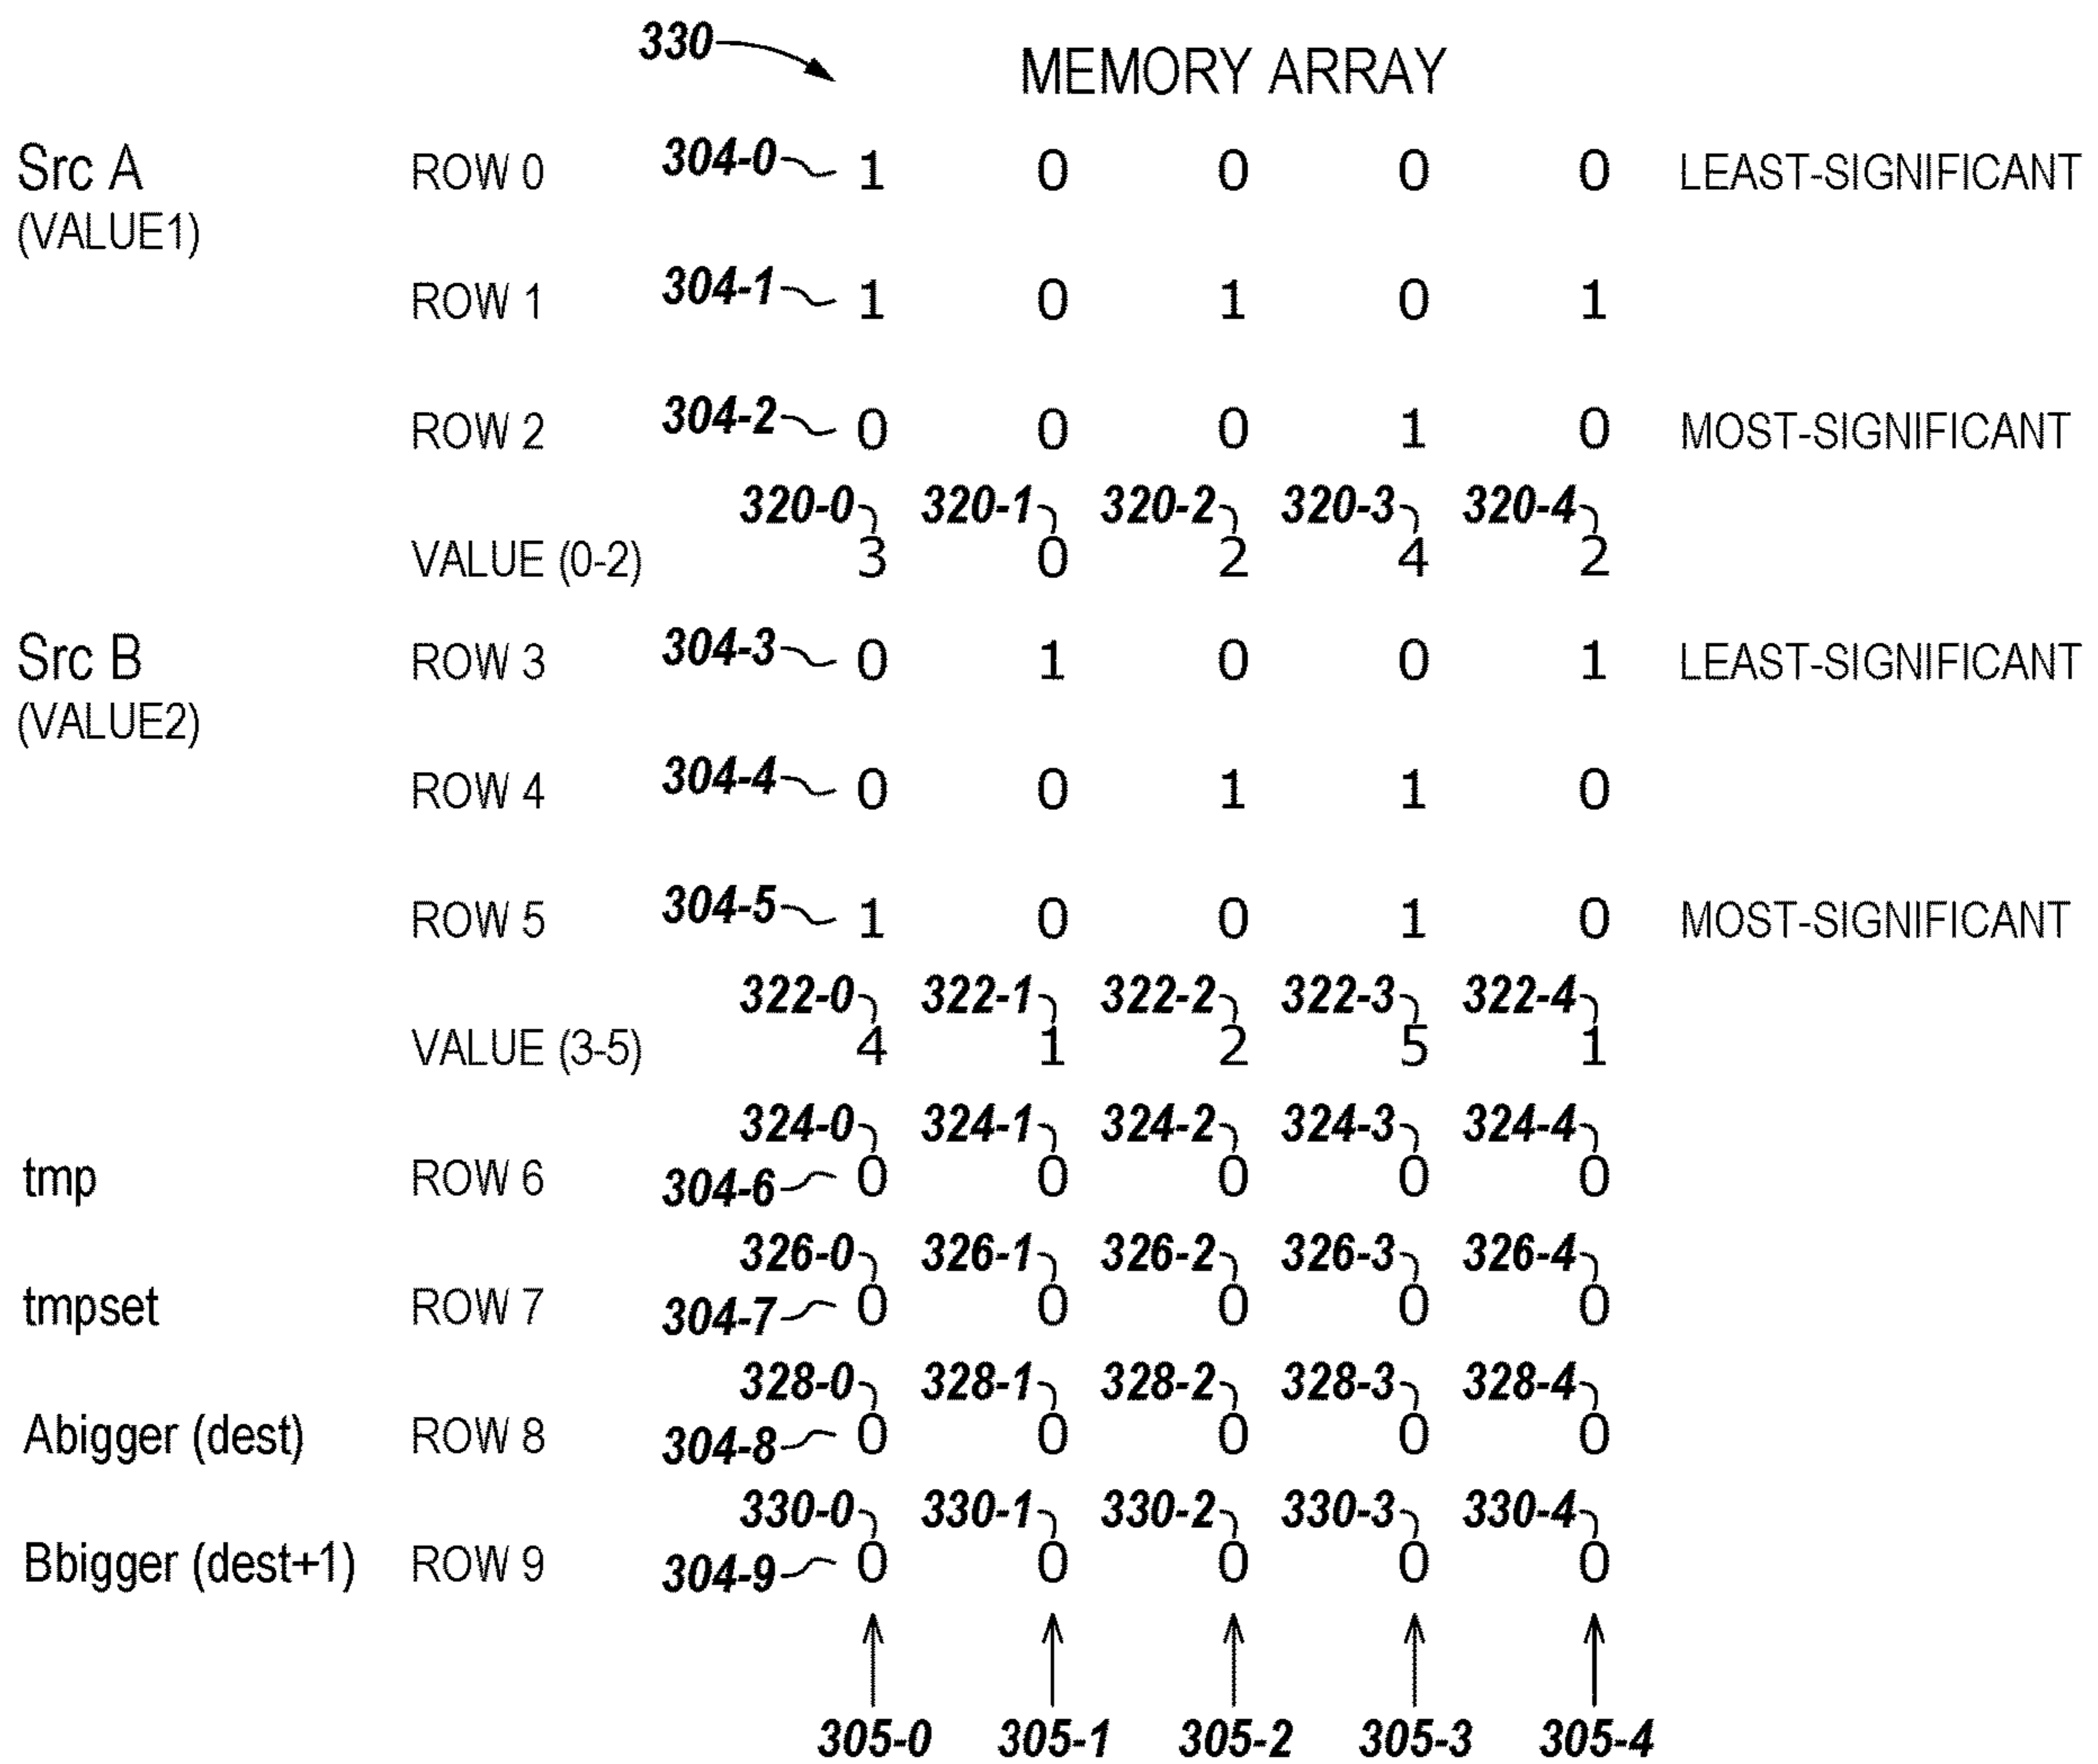 330 MEMORY ARRAY
Src A ROW 0 304-0 1 0 0 0 0 LEAST-SIGNIFICANT
(VALUE1)
ROW 1 304-1 1 0 1 0 1
ROW 2 304-2 0 0 0 1 0 MOST-SIGNIFICANT
320-0 320-1 320-2 320-3 320-4
VALUE (0-2) 3 0 2 4 2
Src B ROW 3 304-3 0 1 0 0 1 LEAST-SIGNIFICANT
(VALUE2)
ROW 4 304-4 0 0 1 1 0
ROW 5 304-5 1 0 0 1 0 MOST-SIGNIFICANT
322-0 322-1 322-2 322-3 322-4
VALUE (3-5) 4 1 2 5 1
324-0 324-1 324-2 324-3 324-4
tmp ROW 6 304-6 0 0 0 0 0
326-0 326-1 326-2 326-3 326-4
tmpset ROW 7 304-7 0 0 0 0 0
328-0 328-1 328-2 328-3 328-4
Abigger (dest) ROW 8 304-8 0 0 0 0 0
330-0 330-1 330-2 330-3 330-4
Bbigger (dest+1) ROW 9 304-9 0 0 0 0 0
305-0 305-1 305-2 305-3 305-4